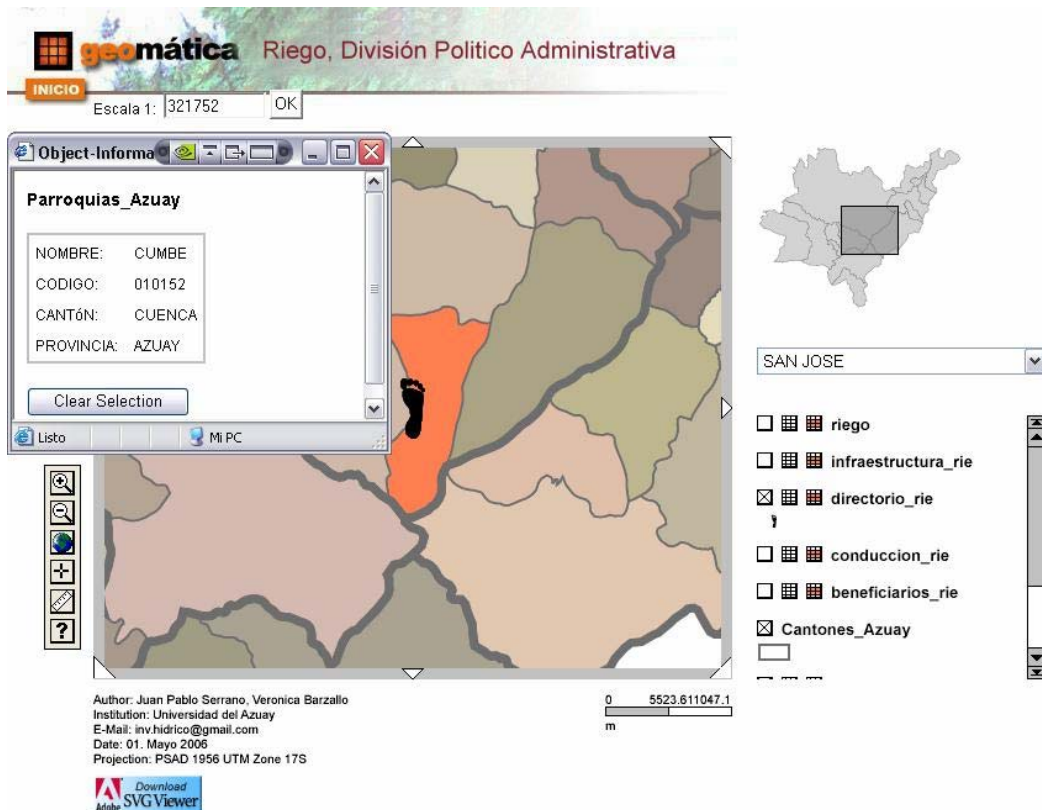 geomática
Riego, División Politico Administrativa
INICIO
Escala 1: 321752 OK
Object-Informa
Parroquias_Azuay
NOMBRE: CUMBE
CODIGO: 010152
CANTóN: CUENCA
PROVINCIA: AZUAY
Clear Selection
Listo Mi PC
?
SAN JOSE
riego
infraestructura_rie
directorio_rie
conduccion_rie
beneficiarios_rie
Cantones_Azuay
Author: Juan Pablo Serrano, Veronica Barzallo
Institution: Universidad del Azuay
E-Mail: inv.hidrico@gmail.com
Date: 01. Mayo 2006
Projection: PSAD 1956 UTM Zone 17S
0 5523.611047.1
m
Download
Adobe SVG Viewer